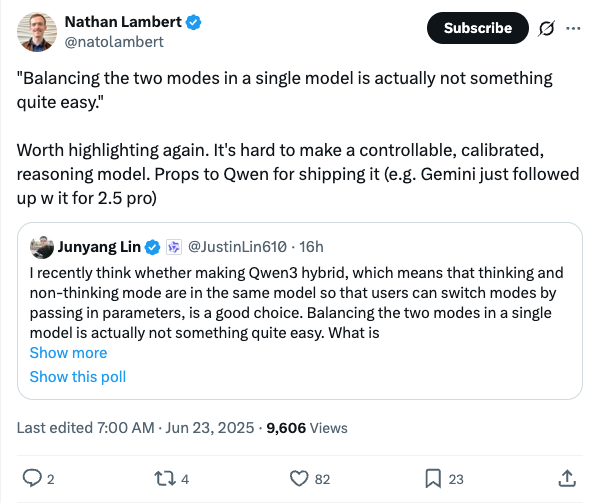 Nathan Lambert
@natolambert
Subscribe
"Balancing the two modes in a single model is actually not something
quite easy."
Worth highlighting again. It's hard to make a controllable, calibrated,
reasoning model. Props to Qwen for shipping it (e.g. Gemini just followed
up w it for 2.5 pro)
Junyang Lin @JustinLin610 · 16h
I recently think whether making Qwen3 hybrid, which means that thinking and
non-thinking mode are in the same model so that users can switch modes by
passing in parameters, is a good choice. Balancing the two modes in a single
model is actually not something quite easy. What is
Show more
Show this poll
Last edited 7:00 AM · Jun 23, 2025 · 9,606 Views
2 4 82 23